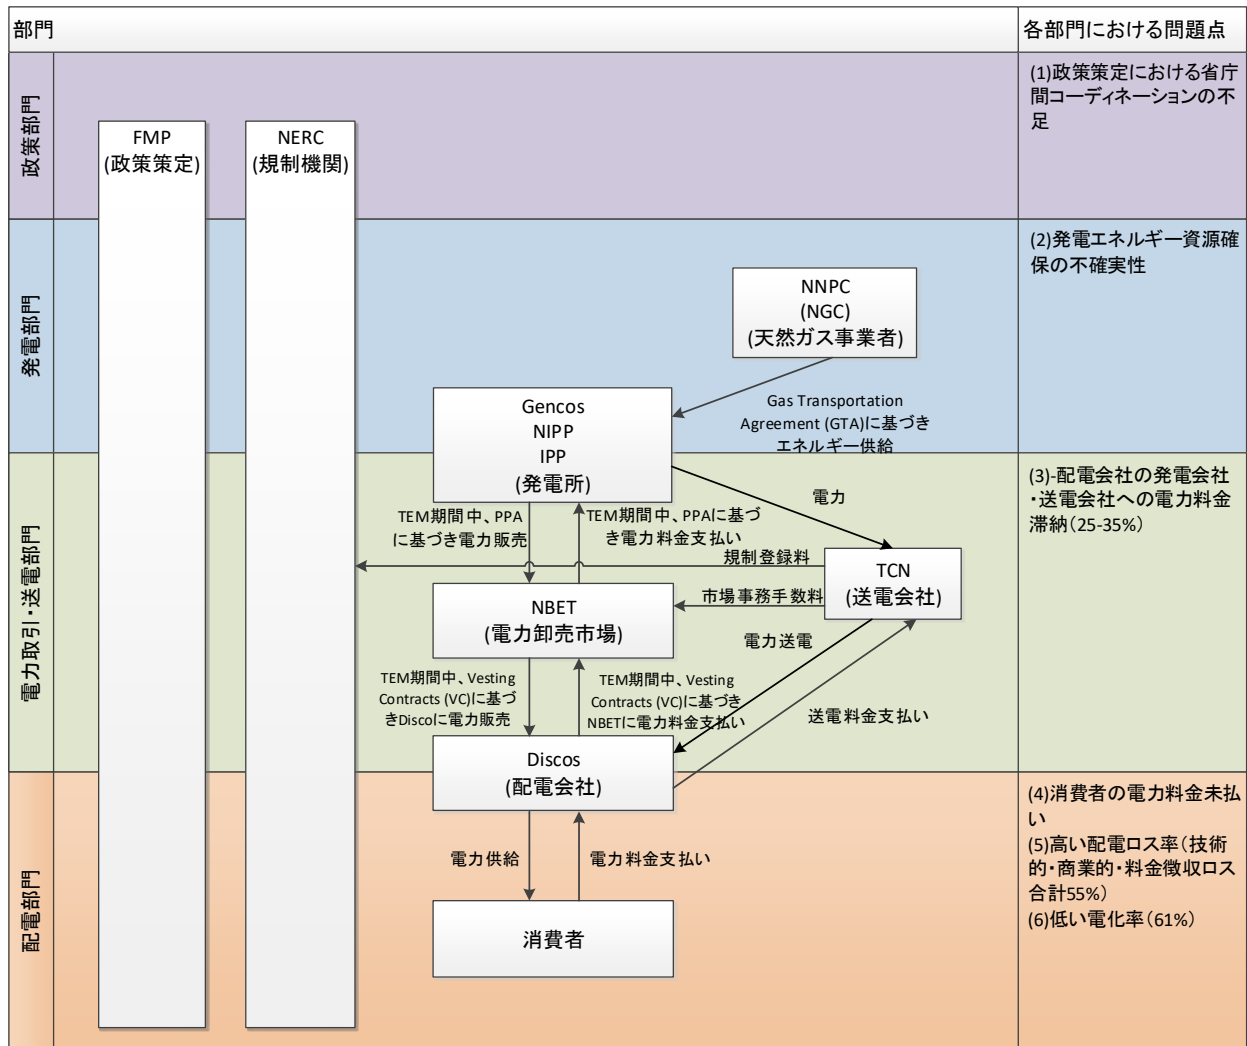 部門
各部門における問題点
政策部門
FMP
(政策策定)
NERC
(規制機関)
(1)政策策定における省庁
間コーディネーションの不
足
発電部門
NNPC
(NGC)
(天然ガス事業者)
(2)発電エネルギー資源確
保の不確実性
Gencos
NIPP
IPP
(発電所)
Gas Transportation
Agreement (GTA)に基づき
エネルギー供給
電力取引・送電部門
電力
TEM期間中、PPA
に基づき電力販売
TEM期間中、PPAに基づ
き電力料金支払い
規制登録料
TCN
(送電会社)
(3)-配電会社の発電会社
・送電会社への電力料金
滞納(25-35%)
NBET
(電力卸売市場)
市場事務手数料
電力送電
TEM期間中、Vesting
Contracts (VC)に基づ
きDiscoに電力販売
TEM期間中、Vesting
Contracts (VC)に基づき
NBETに電力料金支払い
送電料金支払い
Discos
(配電会社)
配電部門
電力供給
電力料金支払い
消費者
(4)消費者の電力料金未払
い
(5)高い配電ロス率(技術
的・商業的・料金徴収ロス
合計55%)
(6)低い電化率(61%)